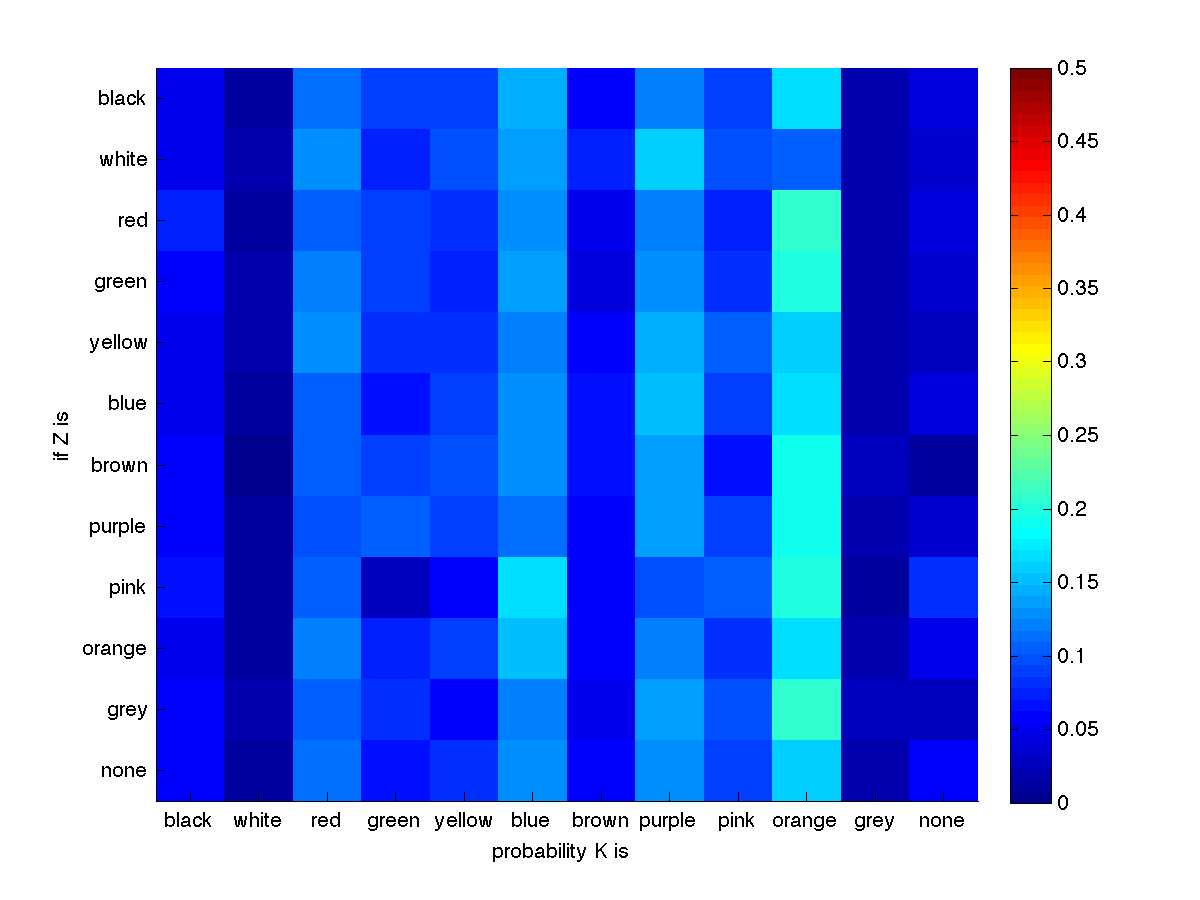 black
white
red
green
yellow
blue
brown
purple
pink
orange
grey
none
if Z is
black white red green yellow blue brown purple pink orange grey none
probability K is
0.5
0.45
0.4
0.35
0.3
0.25
0.2
0.15
0.1
0.05
0